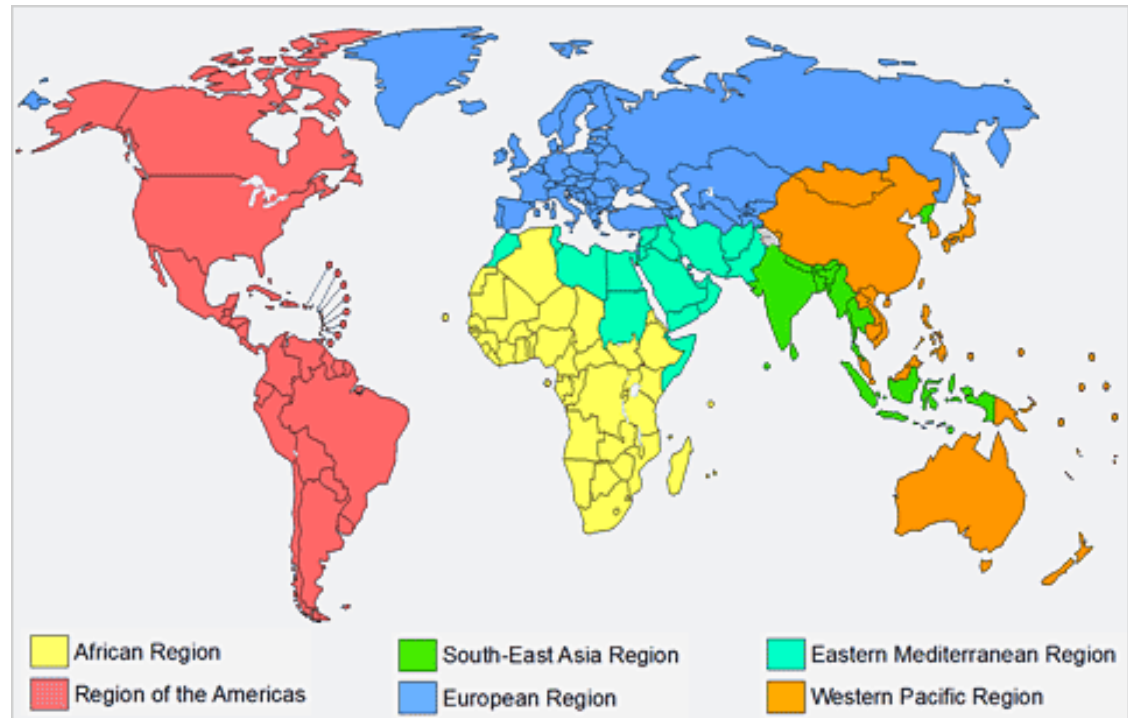 African Region
South-East Asia Region
Eastern Mediterranean Region
Region of the Americas
European Region
Western Pacific Region